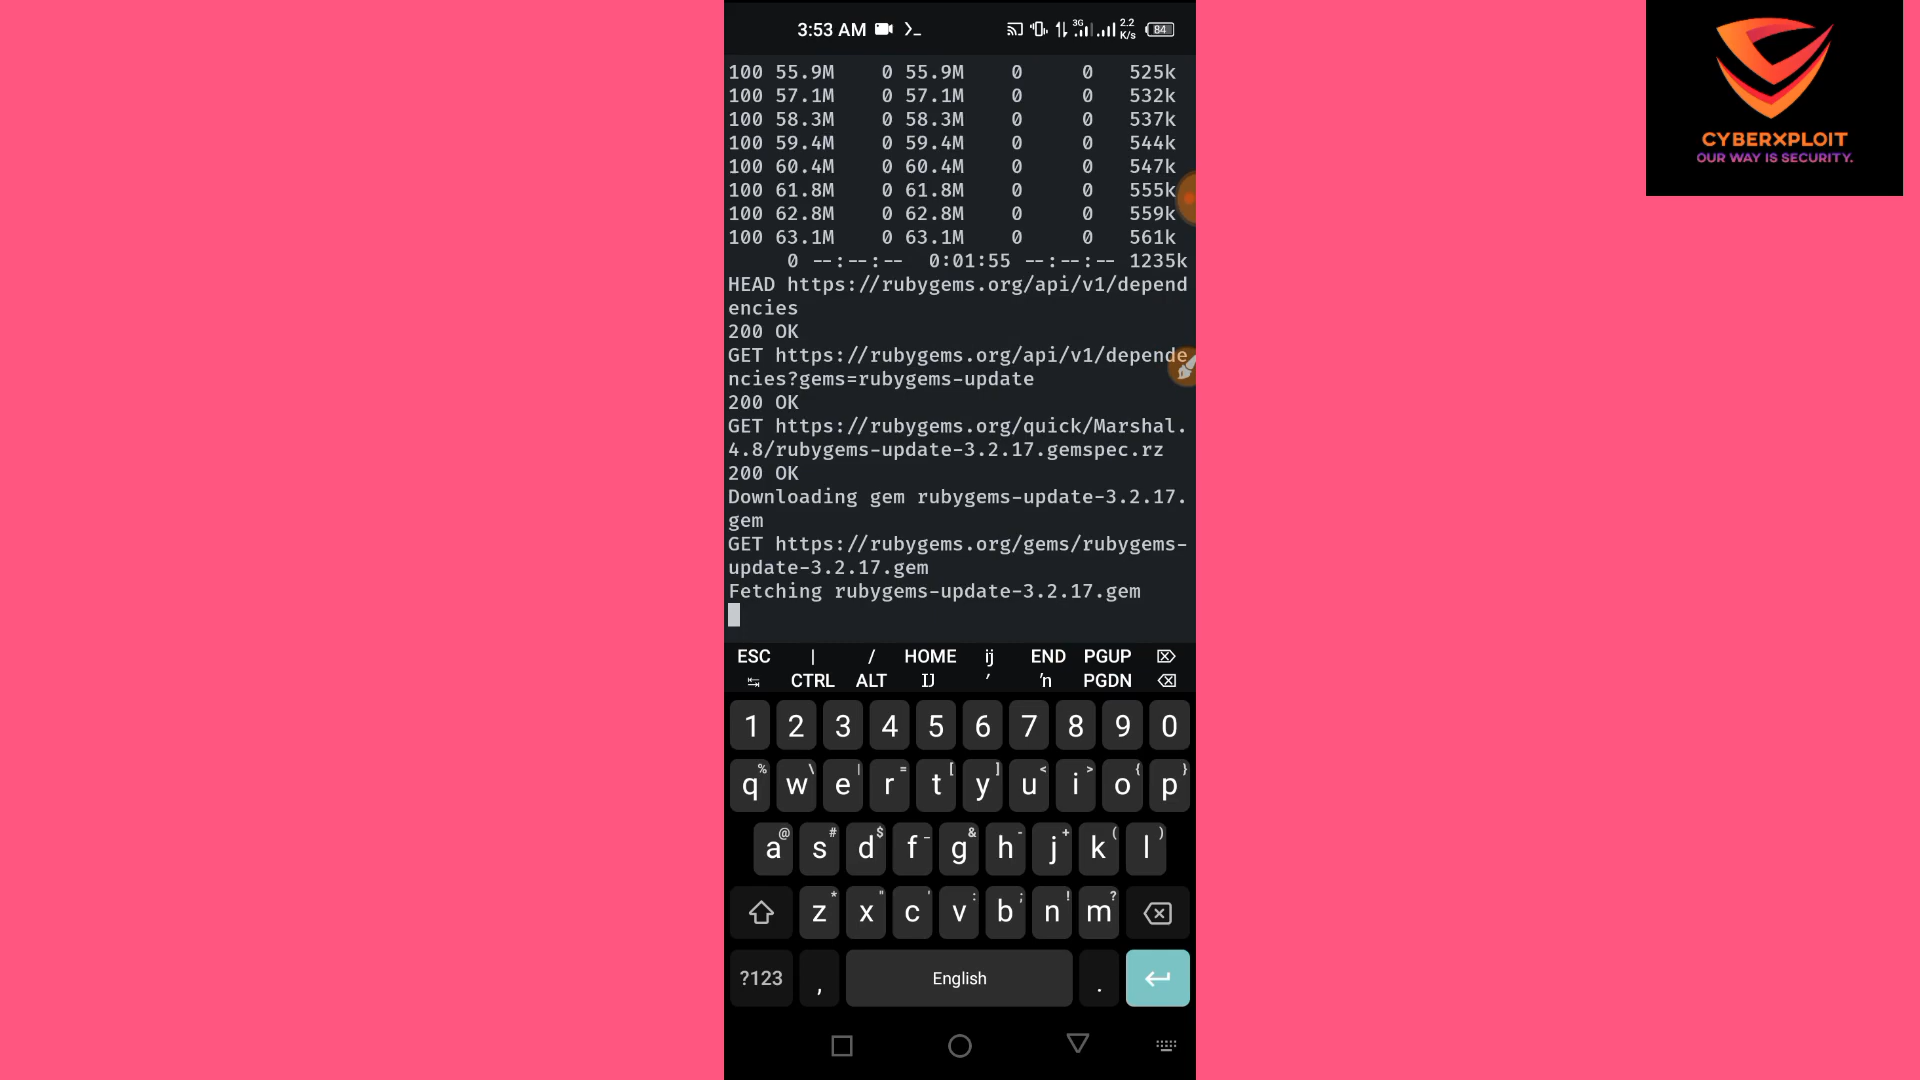 3:53 AM 3G 2.2 K/s 84
CYBERXPLOIT
OUR WAY IS SECURITY.
100 55.9M 0 55.9M 0 0 525k
100 57.1M 0 57.1M 0 0 532k
100 58.3M 0 58.3M 0 0 537k
100 59.4M 0 59.4M 0 0 544k
100 60.4M 0 60.4M 0 0 547k
100 61.8M 0 61.8M 0 0 555k
100 62.8M 0 62.8M 0 0 559k
100 63.1M 0 63.1M 0 0 561k
0 --:--:-- 0:01:55 --:--:-- 1235k
HEAD https://rubygems.org/api/v1/depend
encies
200 OK
GET https://rubygems.org/api/v1/depende
ncies?gems=rubygems-update
200 OK
GET https://rubygems.org/quick/Marshal.
4.8/rubygems-update-3.2.17.gemspec.rz
200 OK
Downloading gem rubygems-update-3.2.17.
gem
GET https://rubygems.org/gems/rubygems-
update-3.2.17.gem
Fetching rubygems-update-3.2.17.gem
ESC | / HOME ĳ END PGUP ⌦
↹ CTRL ALT Ĳ ′ ŉ PGDN ⌫
1 2 3 4 5 6 7 8 9 0
% \ | = [ ] < > { }
q w e r t y u i o p
@ # $ _ & - + ( )
a s d f g h j k l
* " ' : ; ! ?
z x c v b n m
?123 , English .